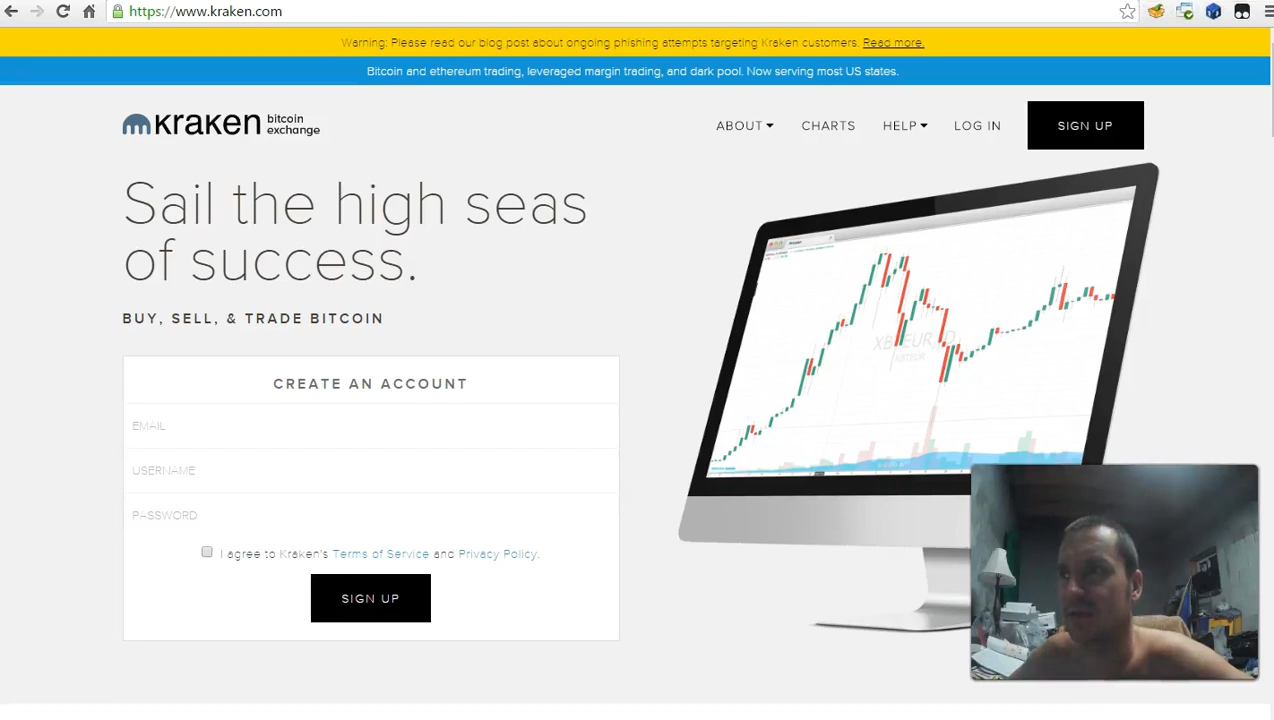 https://www.kraken.com
Warning: Please read our blog post about ongoing phishing attempts targeting Kraken customers. Read more.
Bitcoin and ethereum trading, leveraged margin trading, and dark pool. Now serving most US states.
kraken bitcoin exchange
ABOUT CHARTS HELP LOG IN SIGN UP
Sail the high seas
of success.
BUY, SELL, & TRADE BITCOIN
CREATE AN ACCOUNT
EMAIL
USERNAME
PASSWORD
I agree to Kraken's Terms of Service and Privacy Policy.
SIGN UP